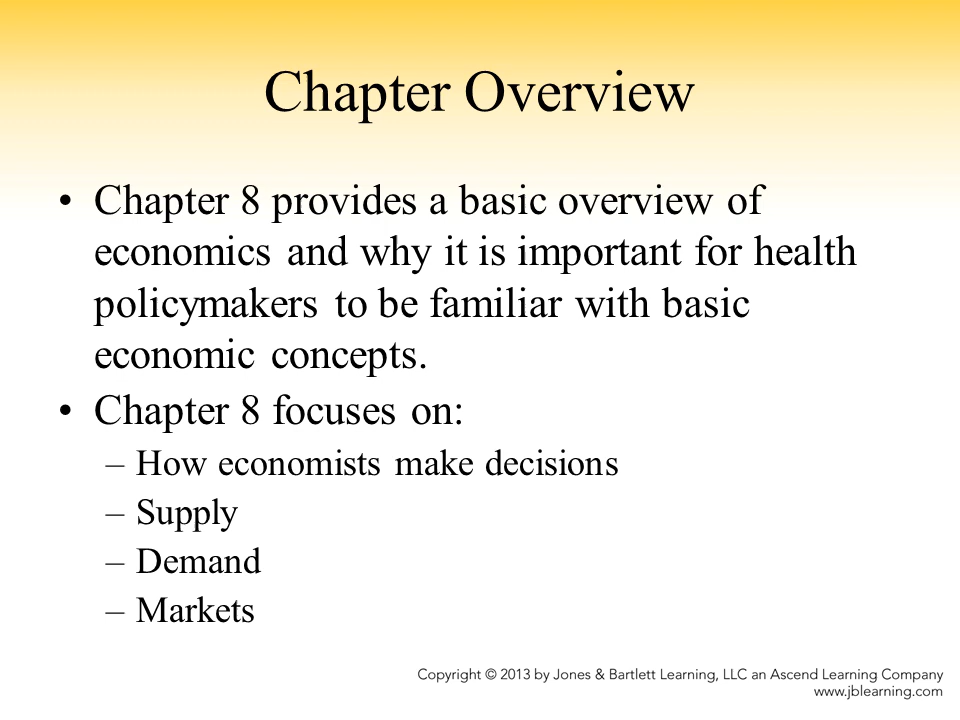 Chapter Overview
• Chapter 8 provides a basic overview of
economics and why it is important for health
policymakers to be familiar with basic
economic concepts.
• Chapter 8 focuses on:
– How economists make decisions
– Supply
– Demand
– Markets
Copyright © 2013 by Jones & Bartlett Learning, LLC an Ascend Learning Company
www.jblearning.com